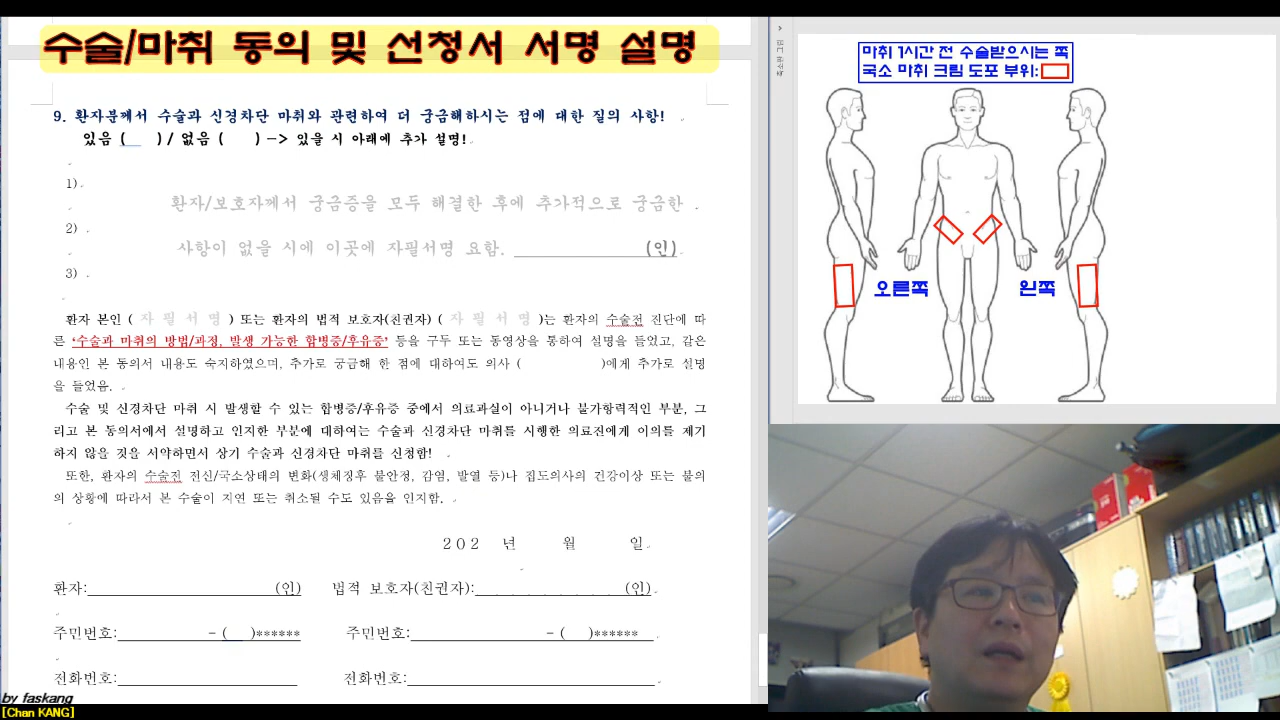 수술/마취 동의 및 신청서 서명 설명
9. 환자분께서 수술과 신경차단 마취와 관련하여 더 궁금해하시는 점에 대한 질의 사항!
있음 ( ) / 없음 ( ) -> 있을 시 아래에 추가 설명!
1)
환자/보호자께서 궁금증을 모두 해결한 후에 추가적으로 궁금한
2)
사항이 없을 시에 이곳에 자필서명 요함. (인)
3)
환자 본인 ( 자 필 서 명 ) 또는 환자의 법적 보호자(친권자) ( 자 필 서 명 )는 환자의 수술전 진단에 따
른 '수술과 마취의 방법/과정, 발생 가능한 합병증/후유증' 등을 구두 또는 동영상을 통하여 설명을 들었고, 같은
내용인 본 동의서 내용도 숙지하였으며, 추가로 궁금해 한 점에 대하여도 의사 ( )에게 추가로 설명
을 들었음.
수술 및 신경차단 마취 시 발생할 수 있는 합병증/후유증 중에서 의료과실이 아니거나 불가항력적인 부분, 그
리고 본 동의서에서 설명하고 인지한 부분에 대하여는 수술과 신경차단 마취를 시행한 의료진에게 이의를 제기
하지 않을 것을 서약하면서 상기 수술과 신경차단 마취를 신청함!
또한, 환자의 수술전 전신/국소상태의 변화(생체징후 불안정, 감염, 발열 등)나 집도의사의 건강이상 또는 불의
의 상황에 따라서 본 수술이 지연 또는 취소될 수도 있음을 인지함.
202 년 월 일
환자: (인) 법적 보호자(친권자): (인)
주민번호: - ( )****** 주민번호: - ( )******
전화번호: 전화번호:
by faskang
[Chan KANG]
마취 1시간 전 수술받으시는 쪽
국소 마취 크림 도포 부위:
오른쪽 왼쪽